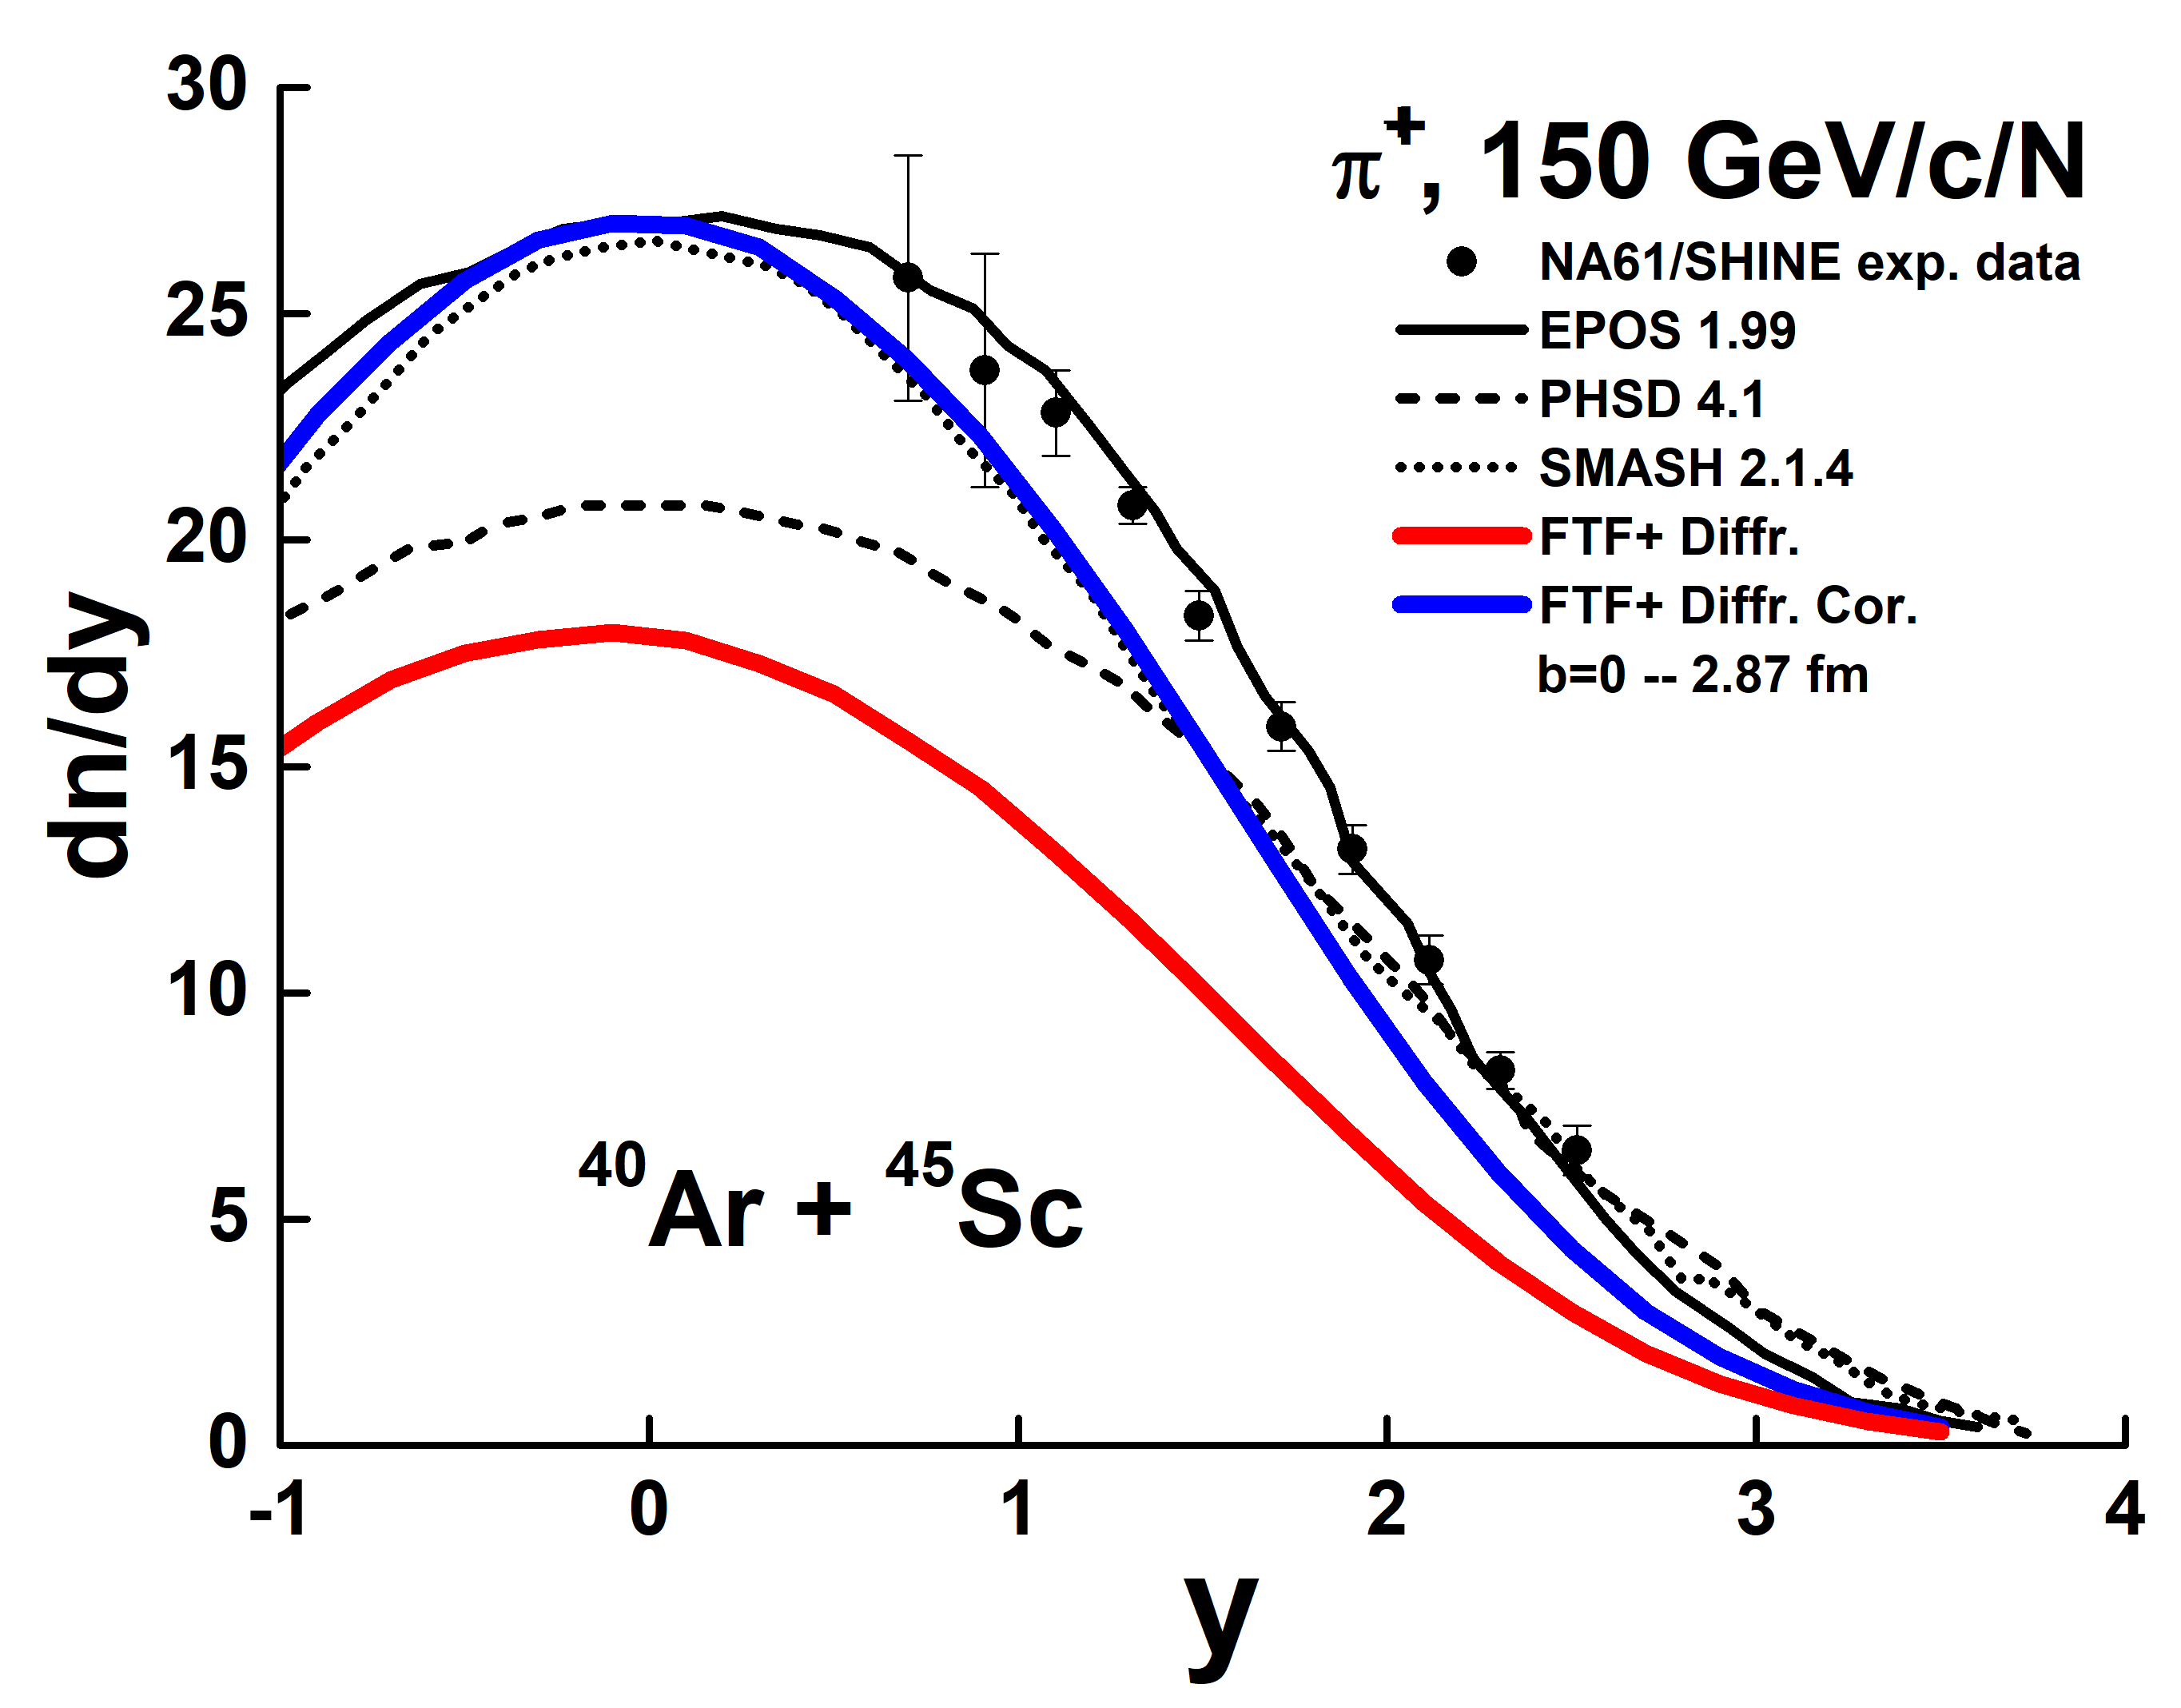 π+, 150 GeV/c/N
NA61/SHINE exp. data
EPOS 1.99
PHSD 4.1
SMASH 2.1.4
FTF+ Diffr.
FTF+ Diffr. Cor.
b=0 -- 2.87 fm
30
25
20
15
10
5
0
dn/dy
40Ar + 45Sc
-1 0 1 2 3 4
y